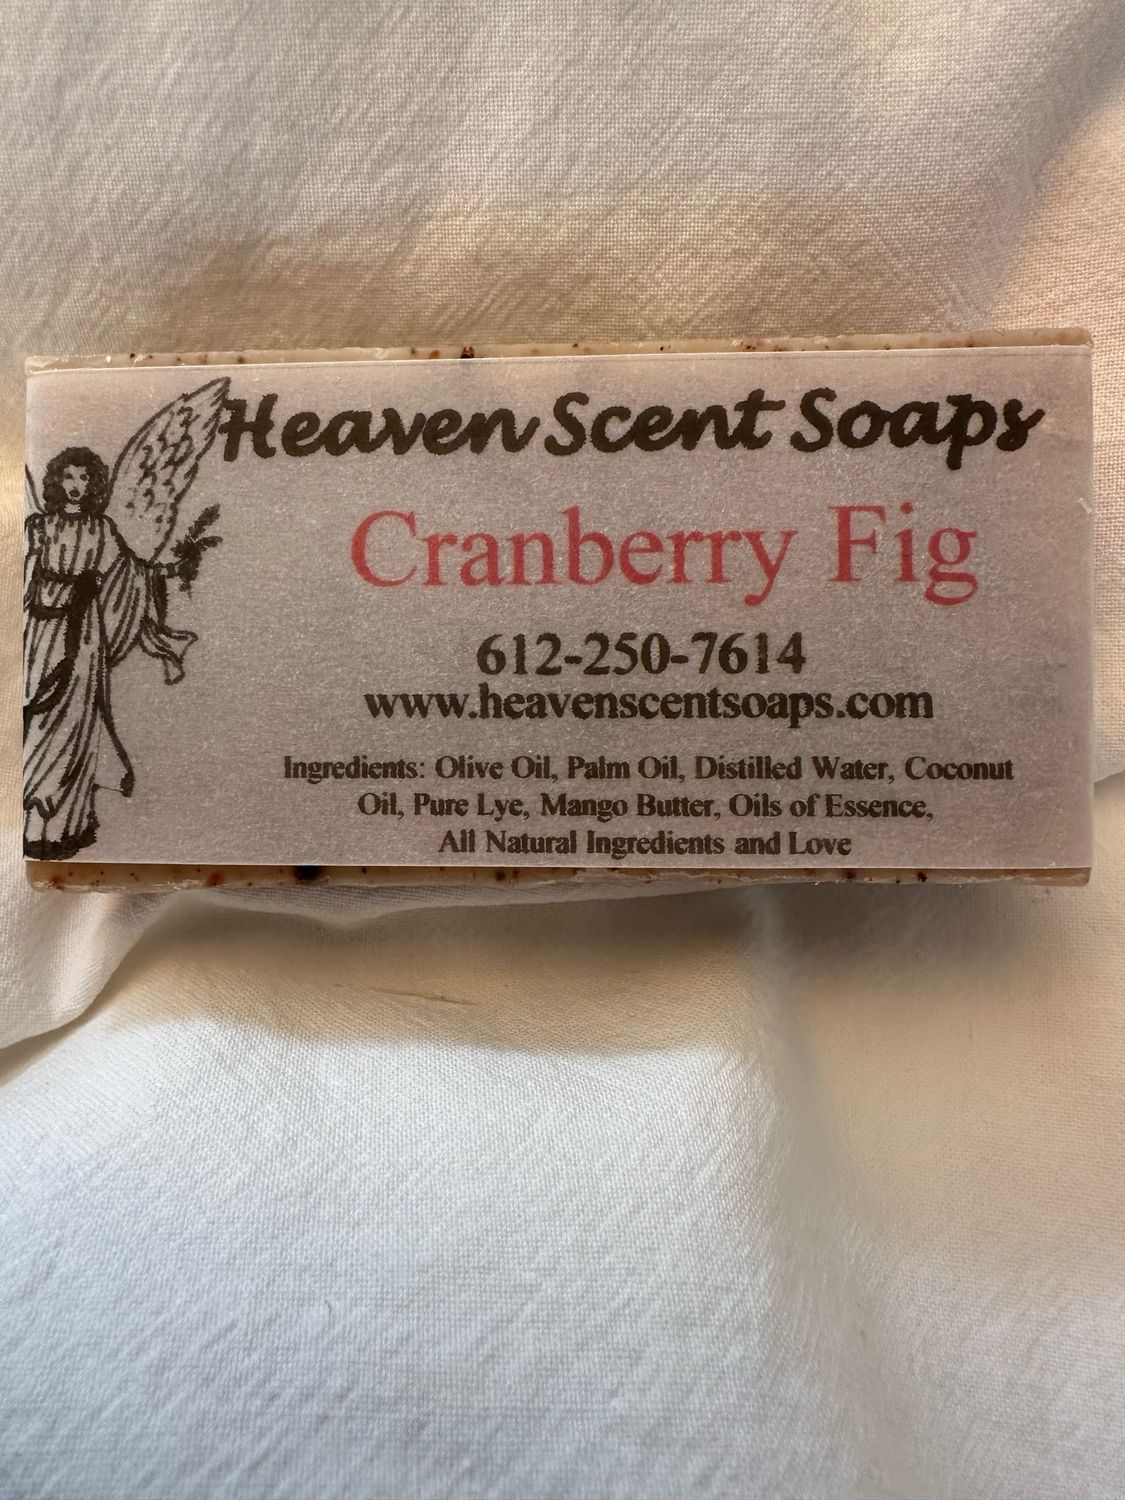 Heaven Scent Soaps
Cranberry Fig
612-250-7614
www.heavenscentsoaps.com
Ingredients: Olive Oil, Palm Oil, Distilled Water, Coconut
Oil, Pure Lye, Mango Butter, Oils of Essence,
All Natural Ingredients and Love